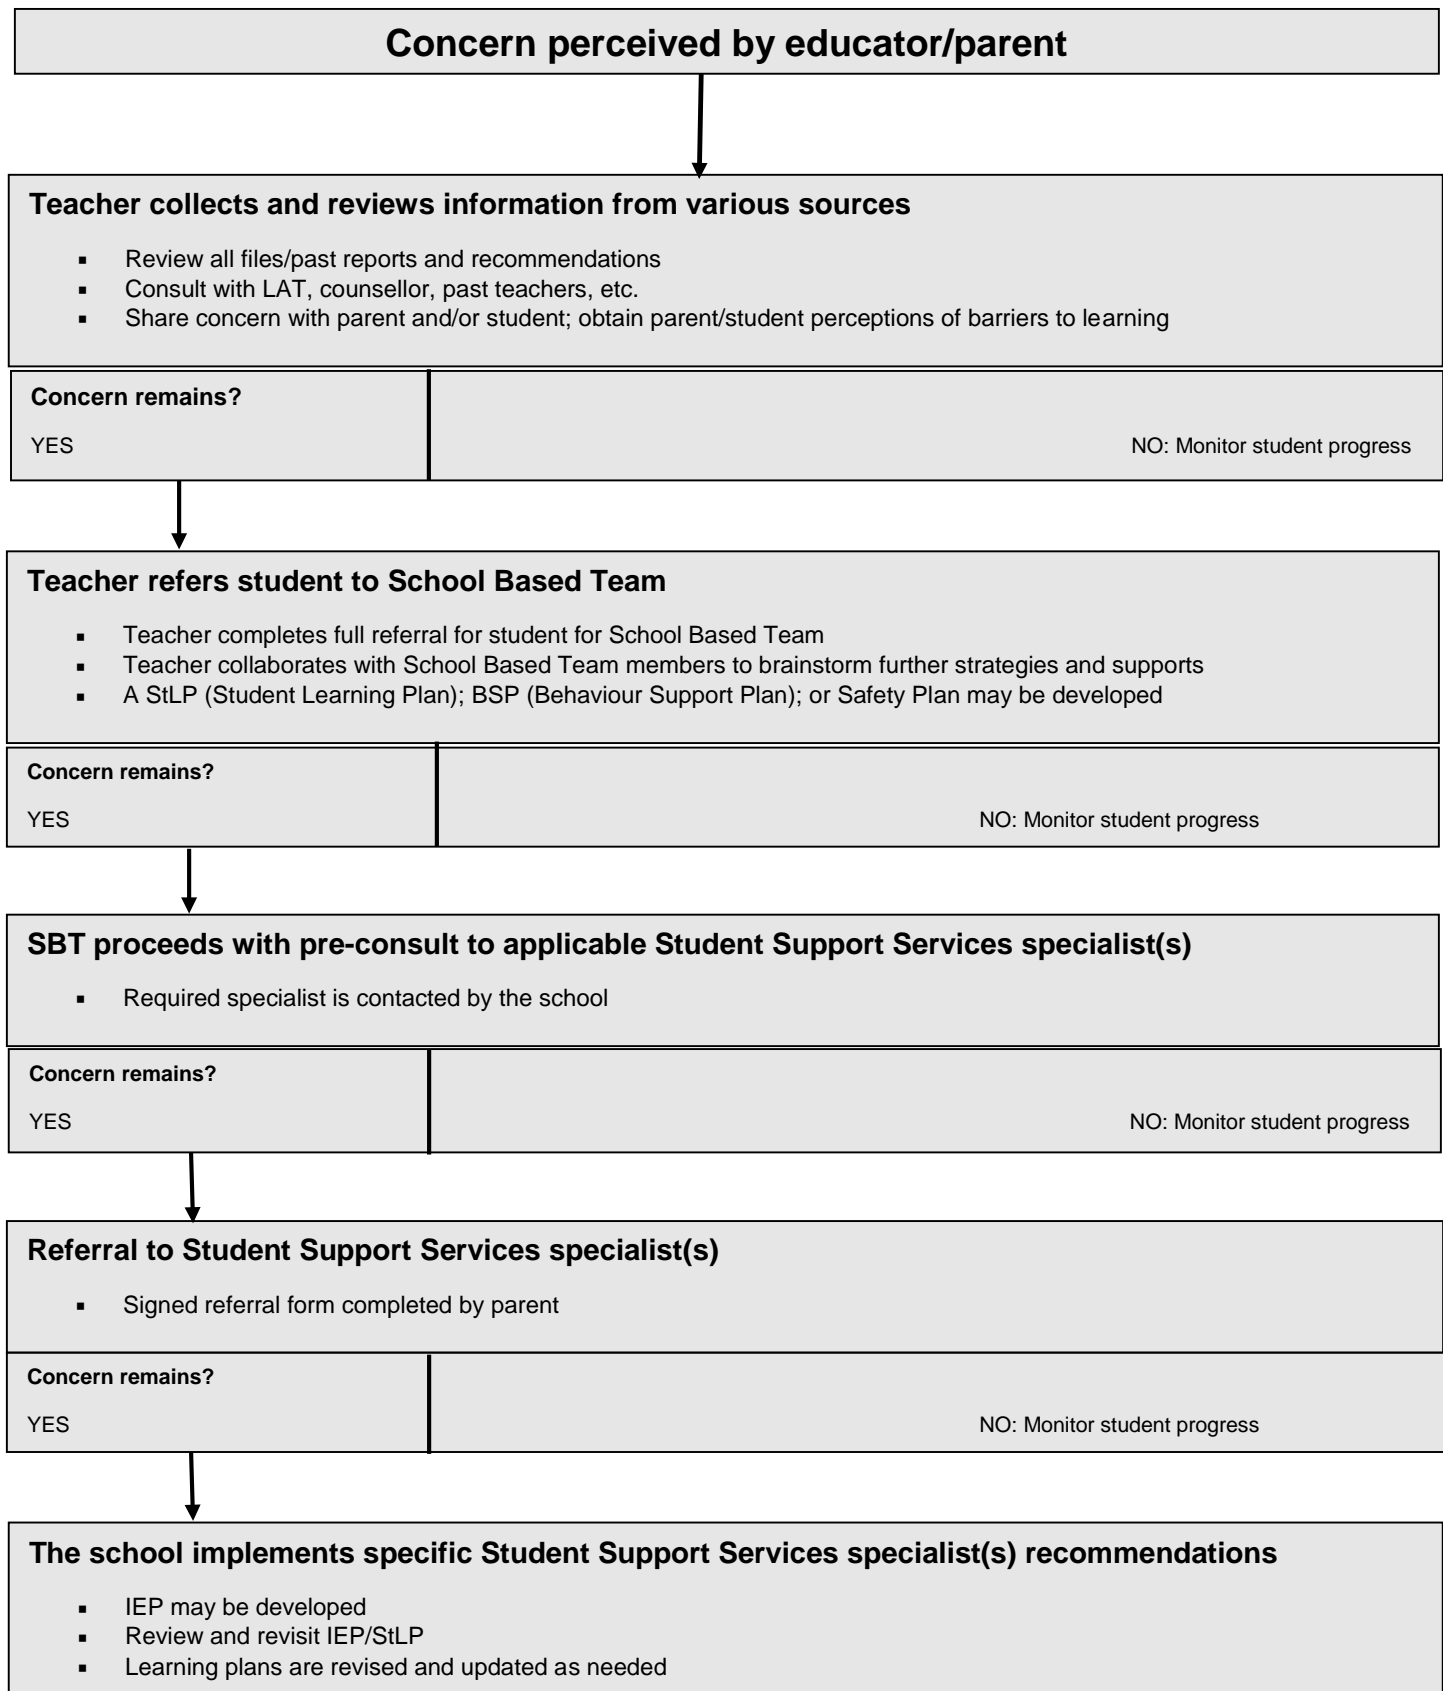 Concern perceived by educator/parent
Teacher collects and reviews information from various sources
▪ Review all files/past reports and recommendations
▪ Consult with LAT, counsellor, past teachers, etc.
▪ Share concern with parent and/or student; obtain parent/student perceptions of barriers to learning
Concern remains?
YES NO: Monitor student progress
Teacher refers student to School Based Team
▪ Teacher completes full referral for student for School Based Team
▪ Teacher collaborates with School Based Team members to brainstorm further strategies and supports
▪ A StLP (Student Learning Plan); BSP (Behaviour Support Plan); or Safety Plan may be developed
Concern remains?
YES NO: Monitor student progress
SBT proceeds with pre-consult to applicable Student Support Services specialist(s)
▪ Required specialist is contacted by the school
Concern remains?
YES NO: Monitor student progress
Referral to Student Support Services specialist(s)
▪ Signed referral form completed by parent
Concern remains?
YES NO: Monitor student progress
The school implements specific Student Support Services specialist(s) recommendations
▪ IEP may be developed
▪ Review and revisit IEP/StLP
▪ Learning plans are revised and updated as needed